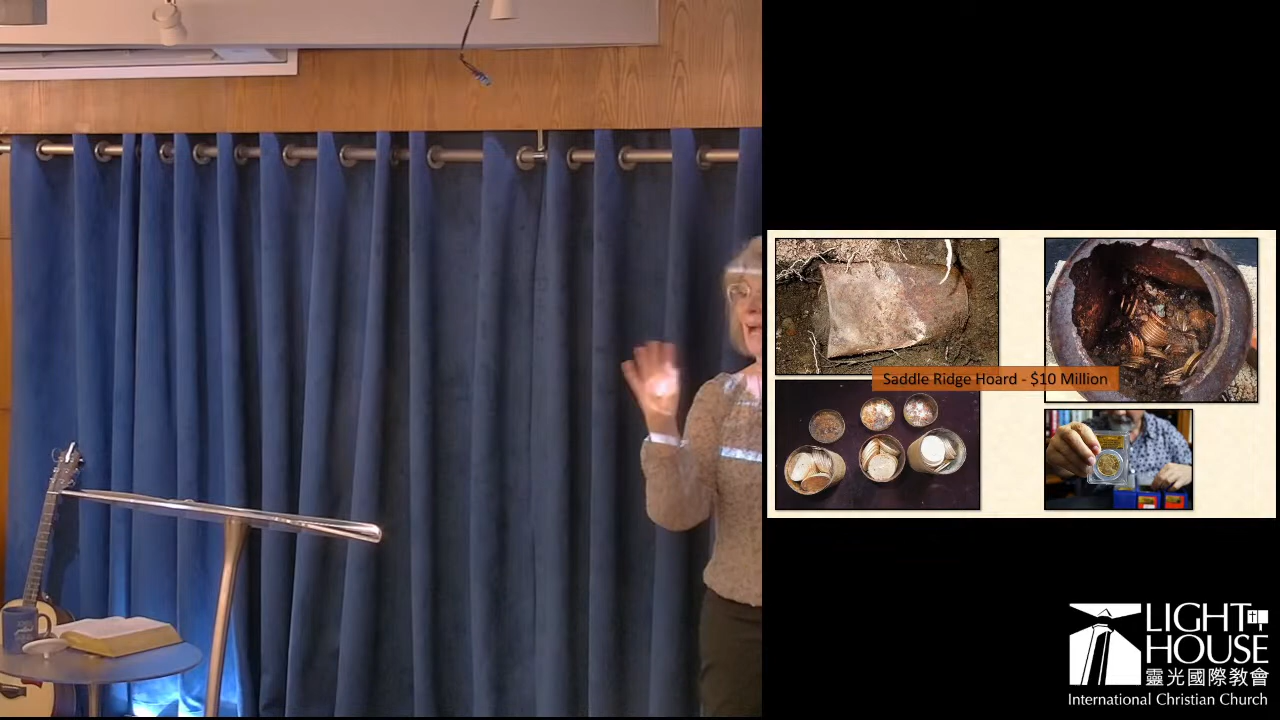 Saddle Ridge Hoard - $10 Million
LIGHT
HOUSE
靈光國際教會
International Christian Church